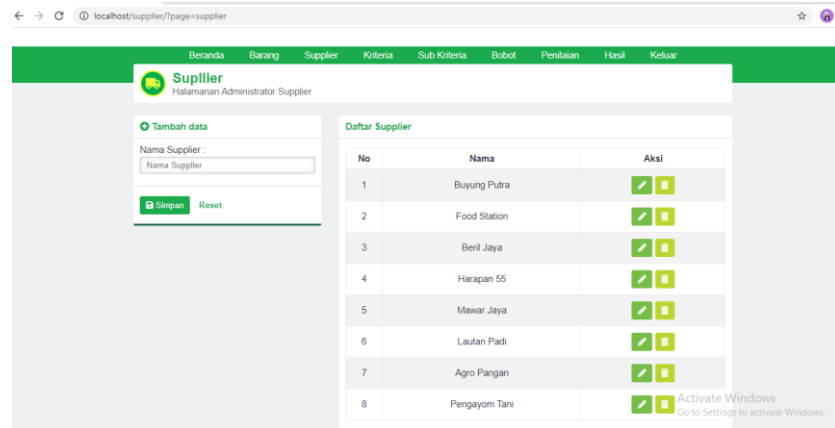 localhost/supplier/?page=supplier
Beranda Barang Supplier Kriteria Sub Kriteria Bobot Penilaian Hasil Keluar
Supllier
Halamanan Administrator Supplier
Tambah data
Nama Supplier :
Nama Supplier
Simpan Reset
Daftar Supplier
No Nama Aksi
1 Buyung Putra
2 Food Station
3 Beril Jaya
4 Harapan 55
5 Mawar Jaya
6 Lautan Padi
7 Agro Pangan
8 Pengayom Tani
Activate Windows
Go to Settings to activate Windows.